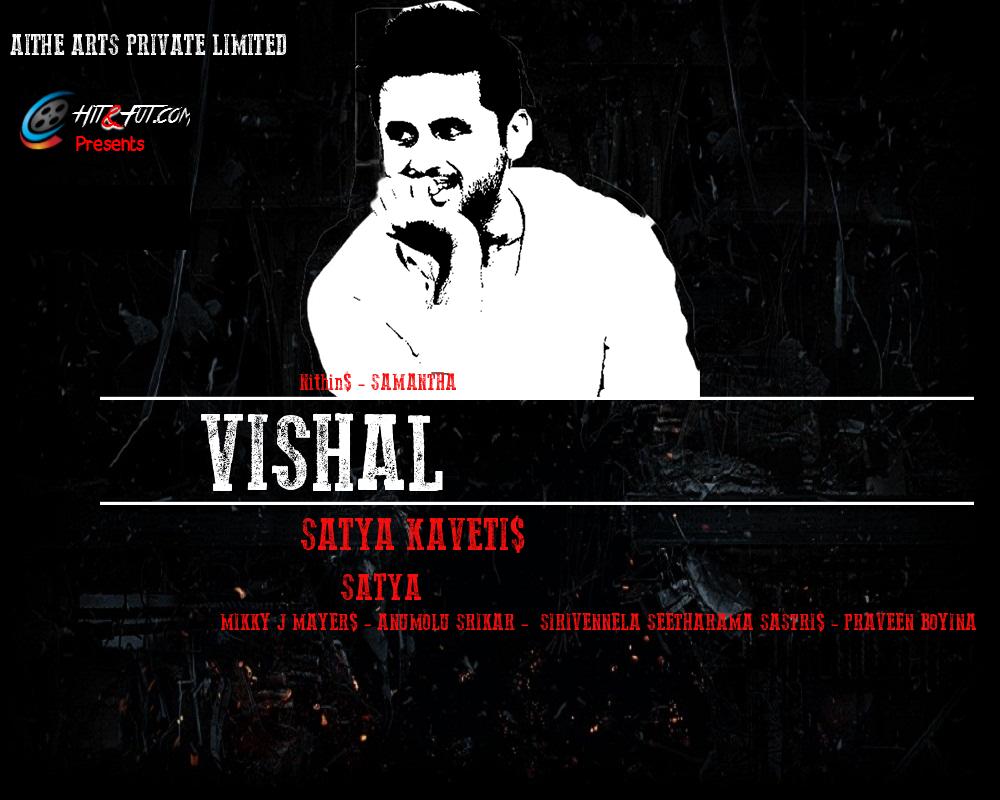 AITHE ARTS PRIVATE LIMITED
HIT&FUT.COM
Presents
Nithin$ - SAMANTHA
VISHAL
SATYA KAVETI$
SATYA
MIKKY J MAYER$ - ANUMOLU SRIKAR - SIRIVENNELA SEETHARAMA SASTRI$ - PRAVEEN BOYINA